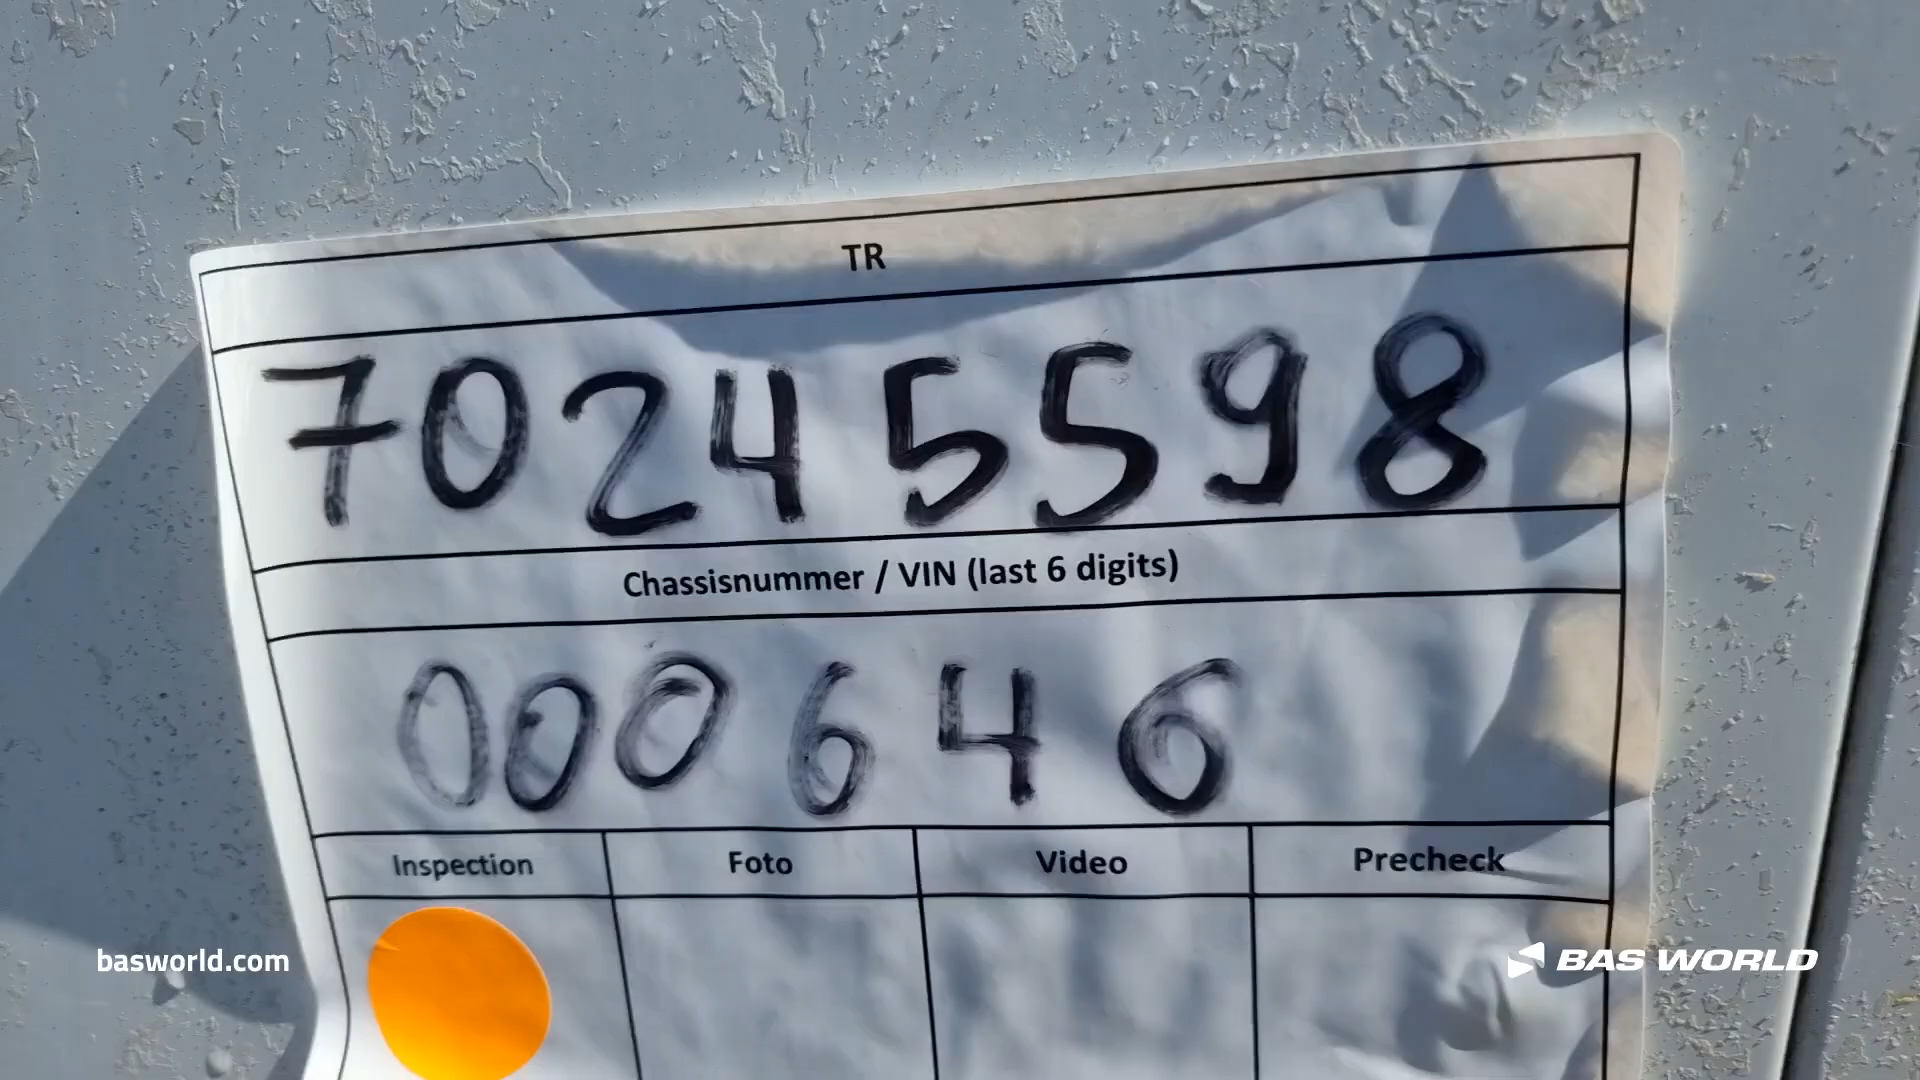 TR
70245598
Chassisnummer / VIN (last 6 digits)
000646
Inspection Foto Video Precheck
basworld.com
BAS WORLD